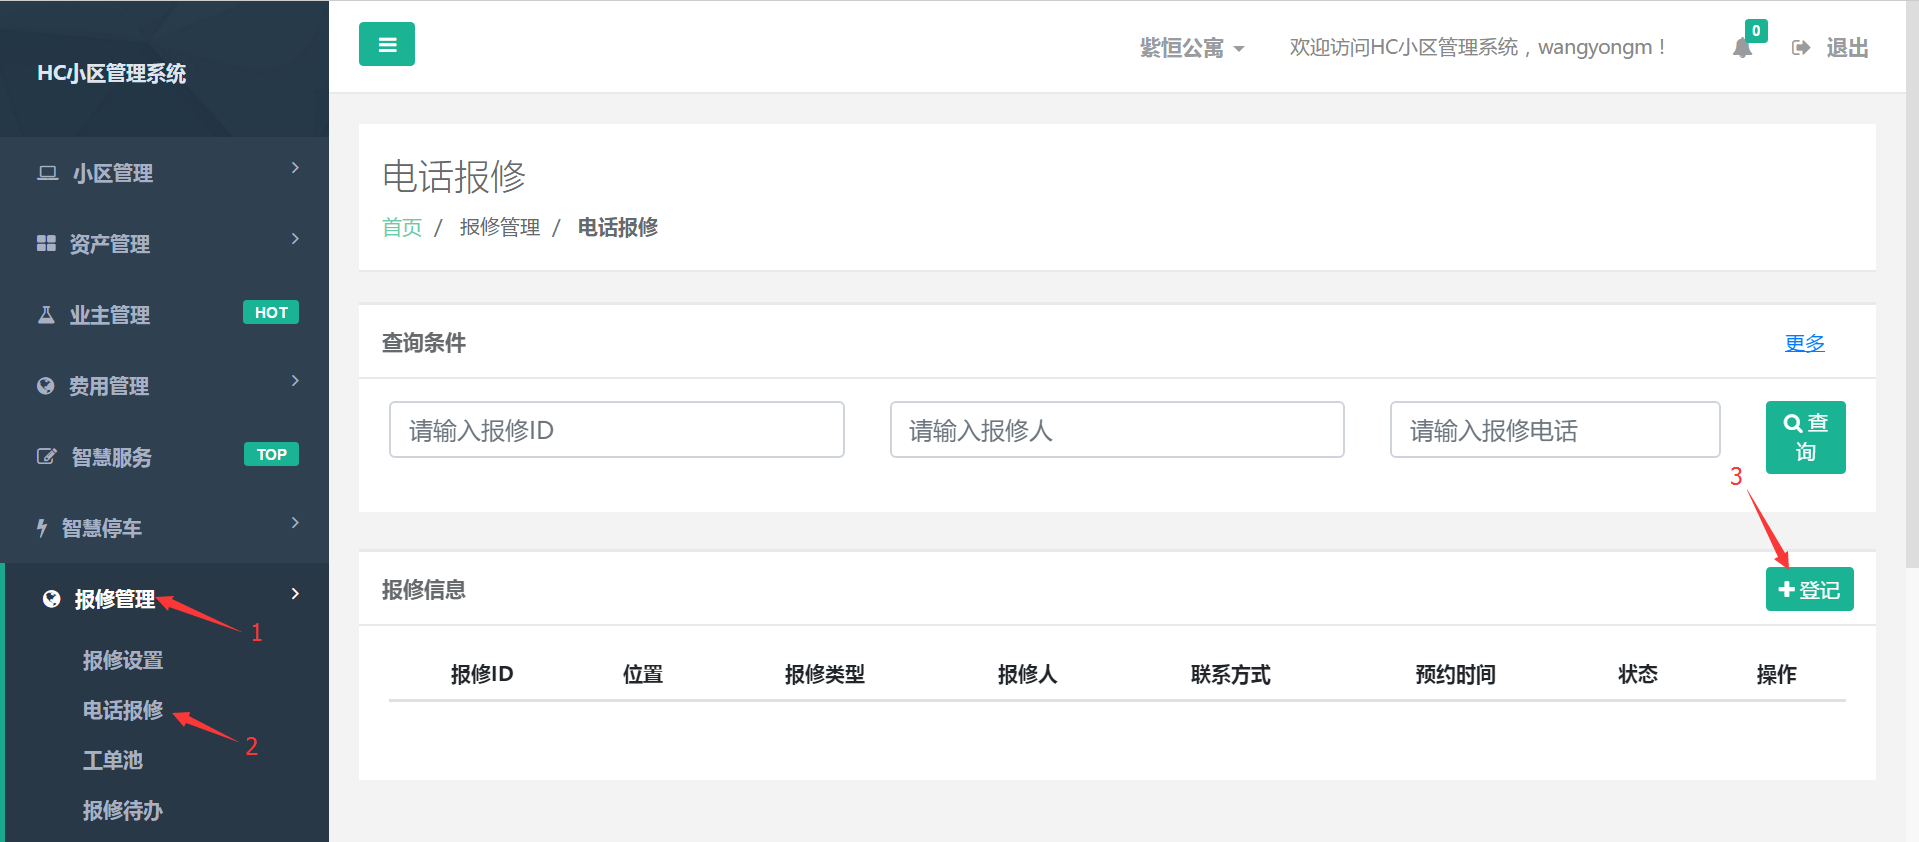 HC小区管理系统
紫恒公寓
欢迎访问HC小区管理系统，wangyongm！
0
退出
小区管理
资产管理
业主管理 HOT
费用管理
智慧服务 TOP
智慧停车
报修管理
1
报修设置
电话报修
2
工单池
报修待办
电话报修
首页 / 报修管理 / 电话报修
查询条件
更多
请输入报修ID
请输入报修人
请输入报修电话
查
询
3
报修信息
登记
报修ID 位置 报修类型 报修人 联系方式 预约时间 状态 操作